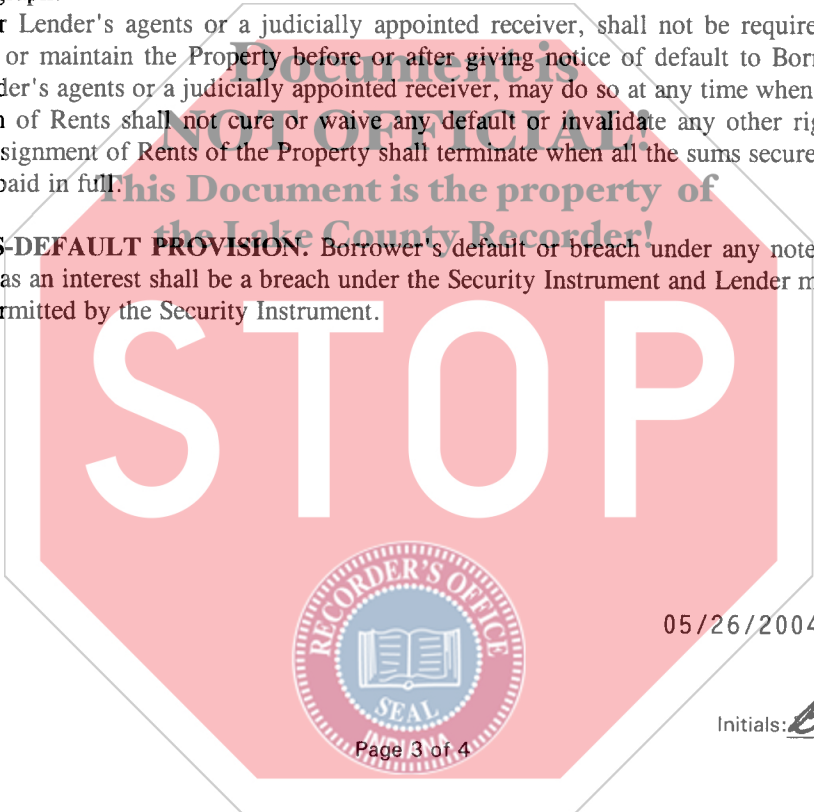 r Lender's agents or a judicially appointed receiver, shall not be require
or maintain the Property before or after giving notice of default to Borr
der's agents or a judicially appointed receiver, may do so at any time when
n of Rents shall not cure or waive any default or invalidate any other rig
signment of Rents of the Property shall terminate when all the sums secure
paid in full.
S-DEFAULT PROVISION. Borrower's default or breach under any note
as an interest shall be a breach under the Security Instrument and Lender m
rmitted by the Security Instrument.
Document is
NOT OFFICIAL!
This Document is the property of
the Lake County Recorder!
STOP
RECORDER'S OFFICE
SEAL
INDIANA
05/26/2004
Initials:
Page 3 of 4